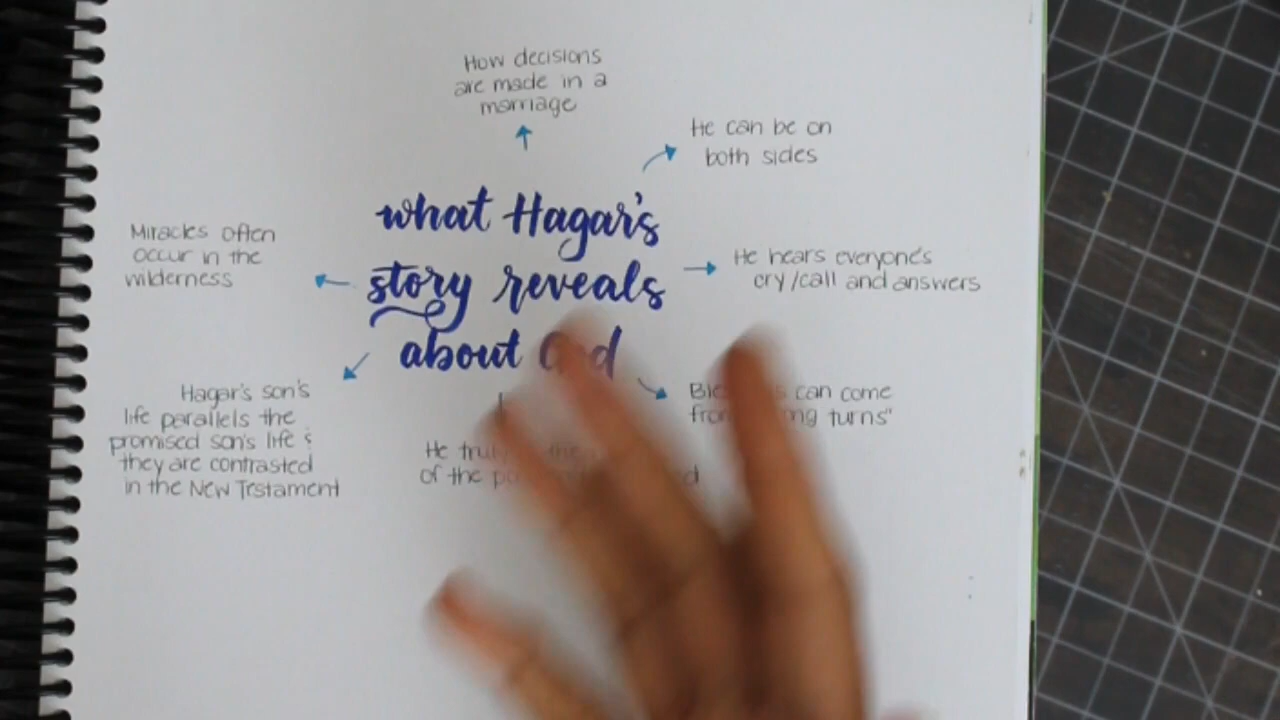 How decisions
are made in a
marriage
He can be on
both sides
what Hagar's
story reveals
about God
Miracles often
occur in the
wilderness
He hears everyone's
cry/call and answers
Hagar's son's
life parallels the
promised son's life &
they are contrasted
in the New Testament
can come
turns"
He
of the